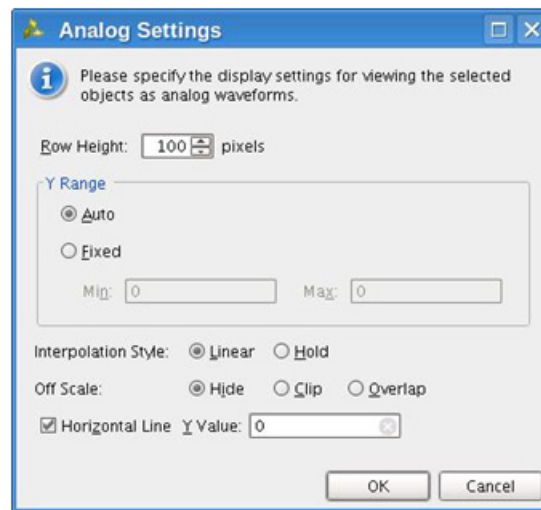 Analog Settings
Please specify the display settings for viewing the selected
objects as analog waveforms.
Row Height: 100 pixels
Y Range
Auto
Fixed
Min: 0 Max: 0
Interpolation Style: Linear Hold
Off Scale: Hide Clip Overlap
Horizontal Line Y Value: 0
OK Cancel